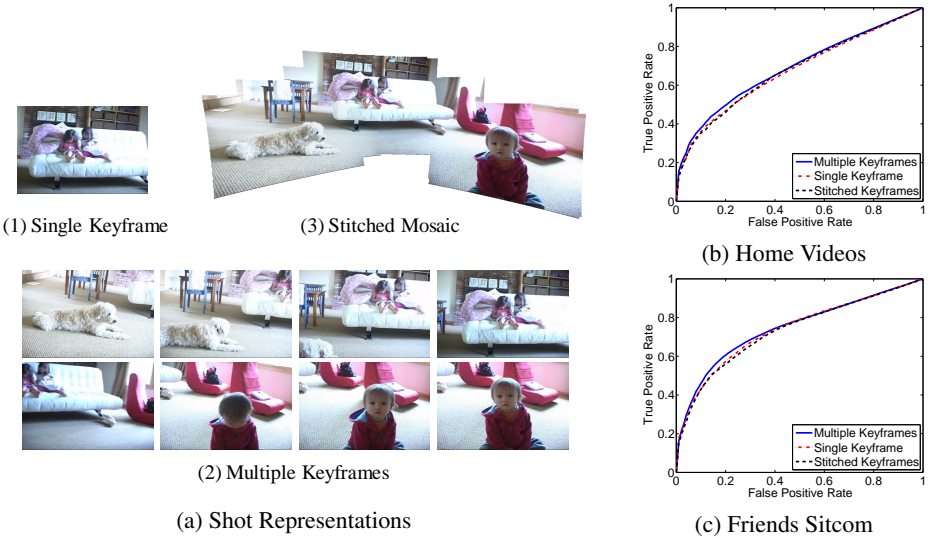 (1) Single Keyframe
(3) Stitched Mosaic
(2) Multiple Keyframes
(a) Shot Representations
1
0.8
0.6
0.4
0.2
0
0
0.2
0.4
0.6
0.8
1
True Positive Rate
False Positive Rate
Multiple Keyframes
Single Keyframe
Stitched Keyframes
(b) Home Videos
1
0.8
0.6
0.4
0.2
0
0
0.2
0.4
0.6
0.8
1
True Positive Rate
False Positive Rate
Multiple Keyframes
Single Keyframe
Stitched Keyframes
(c) Friends Sitcom